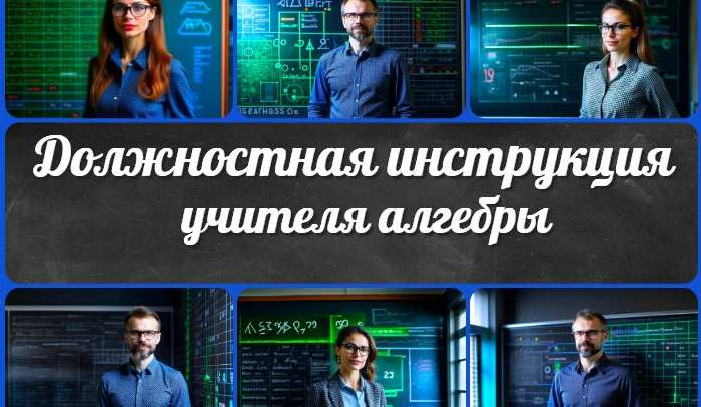 Должностная инструкция
учителя алгебры